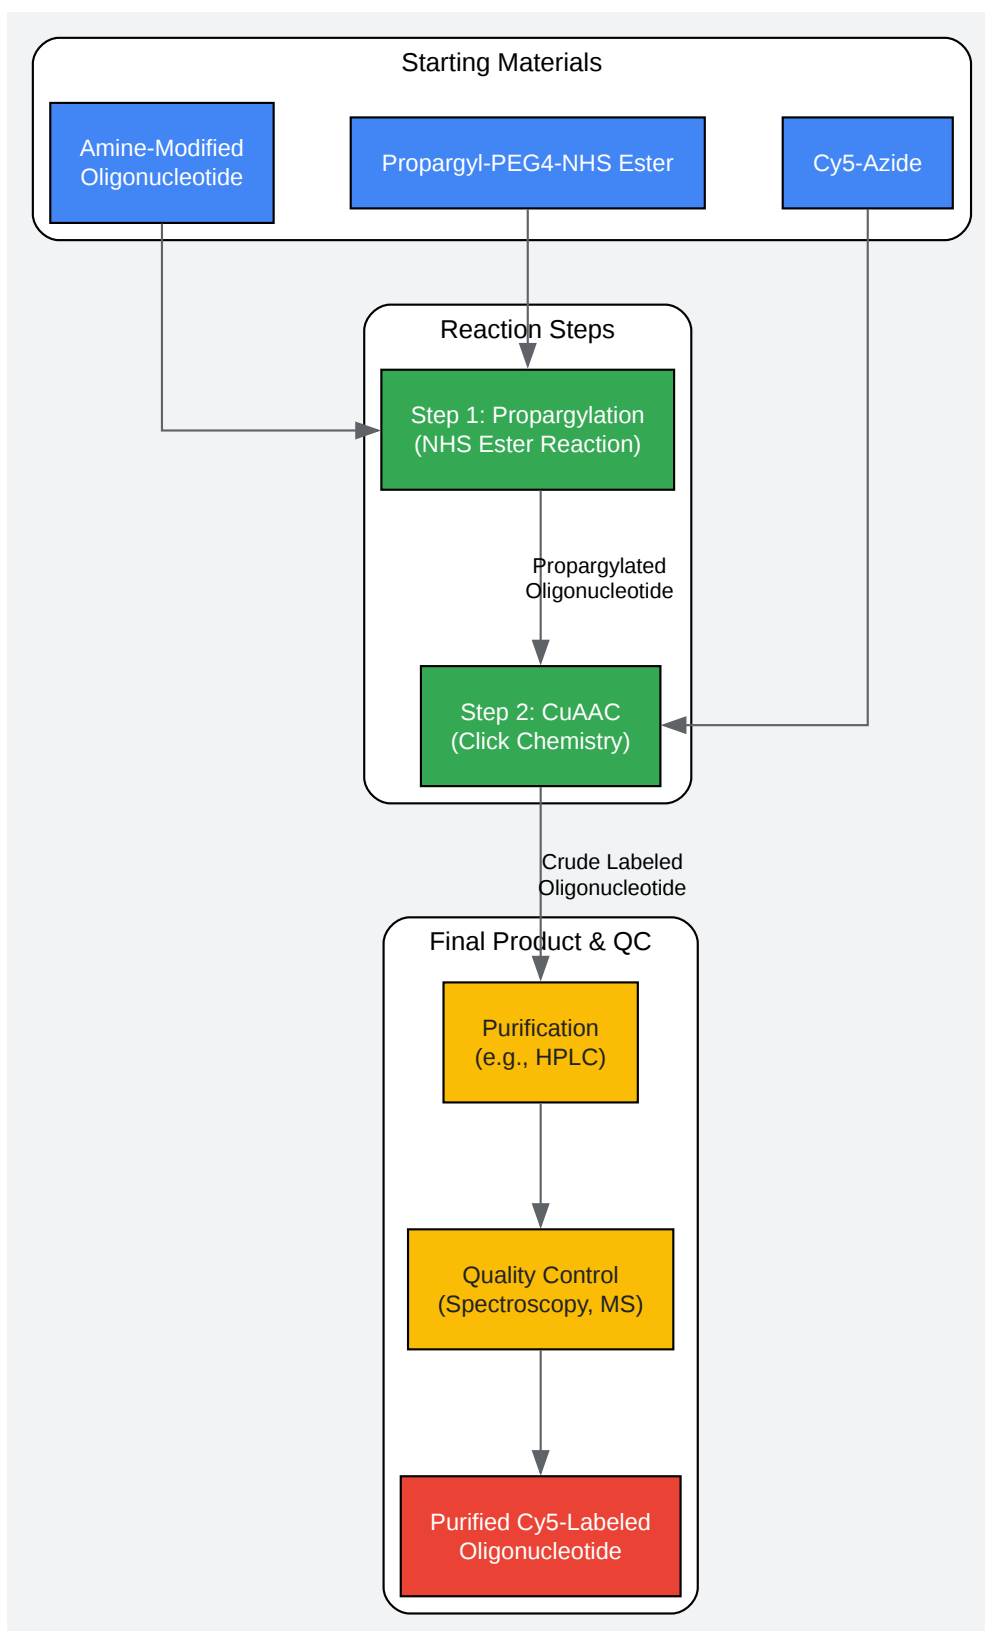 Starting Materials
Amine-Modified
Oligonucleotide
Propargyl-PEG4-NHS Ester
Cy5-Azide
Reaction Steps
Step 1: Propargylation
(NHS Ester Reaction)
Propargylated
Oligonucleotide
Step 2: CuAAC
(Click Chemistry)
Crude Labeled
Oligonucleotide
Final Product & QC
Purification
(e.g., HPLC)
Quality Control
(Spectroscopy, MS)
Purified Cy5-Labeled
Oligonucleotide